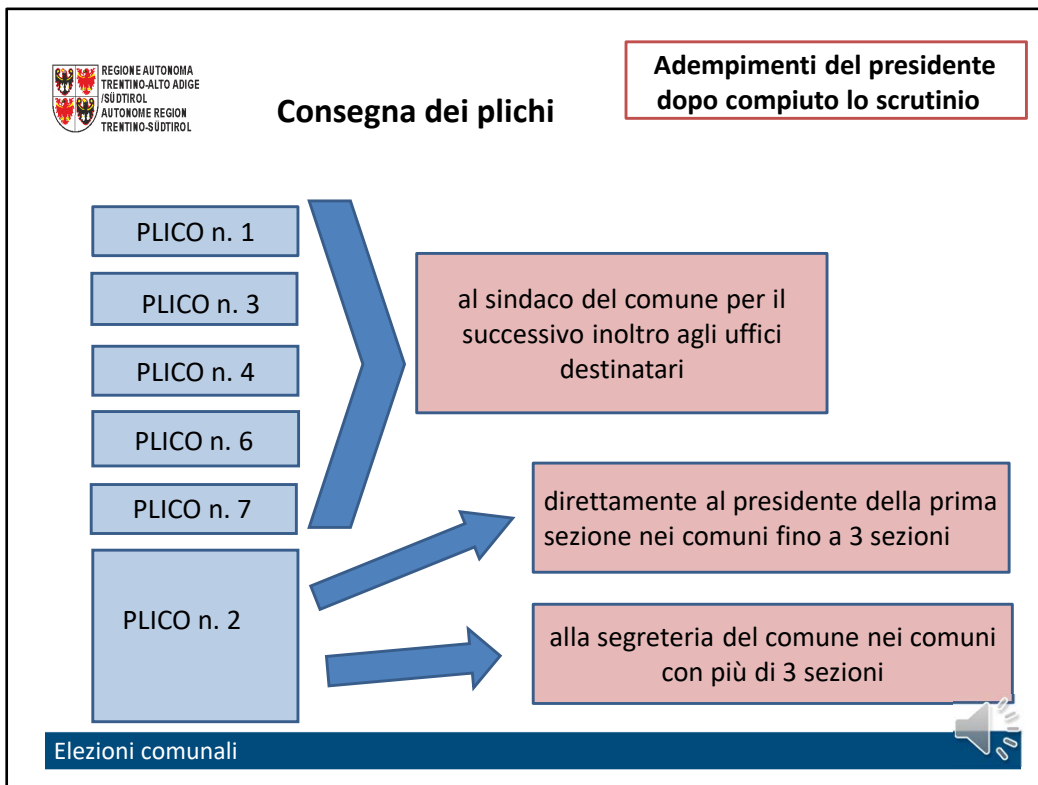 REGIONE AUTONOMA
TRENTINO-ALTO ADIGE
/SÜDTIROL
AUTONOME REGION
TRENTINO-SÜDTIROL
Consegna dei plichi
Adempimenti del presidente
dopo compiuto lo scrutinio
PLICO n. 1
PLICO n. 3
PLICO n. 4
PLICO n. 6
PLICO n. 7
al sindaco del comune per il
successivo inoltro agli uffici
destinatari
PLICO n. 2
direttamente al presidente della prima
sezione nei comuni fino a 3 sezioni
alla segreteria del comune nei comuni
con più di 3 sezioni
Elezioni comunali